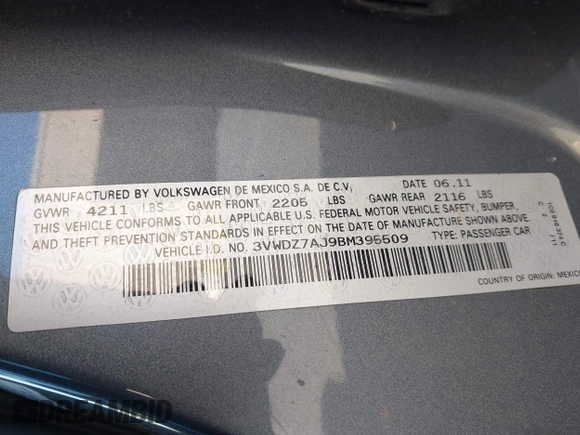 MANUFACTURED BY VOLKSWAGEN DE MEXICO S.A. DE C.V, DATE 06.11
GVWR 4211 LBS GAWR FRONT 2205 LBS GAWR REAR 2116 LBS
THIS VEHICLE CONFORMS TO ALL APPLICABLE U.S. FEDERAL MOTOR VEHICLE SAFETY, BUMPER,
AND THEFT PREVENTION STANDARDS IN EFFECT ON THE DATE OF MANUFACTURE SHOWN ABOVE.
VEHICLE I.D. NO. 3VWDZ7AJ9BM395509 TYPE: PASSENGER CAR
COUNTRY OF ORIGIN: MEXICO
DREAMBID